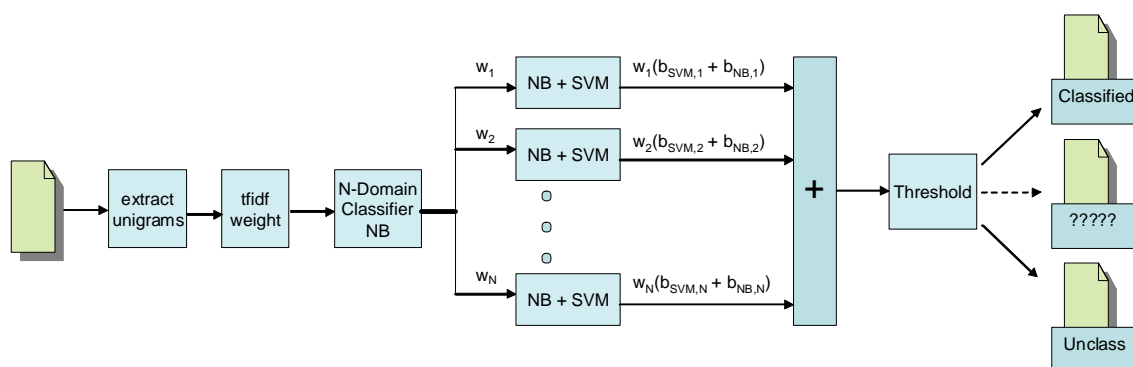 extract
unigrams
tfidf
weight
N-Domain
Classifier
NB
w1
NB + SVM
w1(bSVM,1 + bNB,1)
w2
NB + SVM
w2(bSVM,2 + bNB,2)
wN
NB + SVM
wN(bSVM,N + bNB,N)
+
Threshold
Classified
?????
Unclass